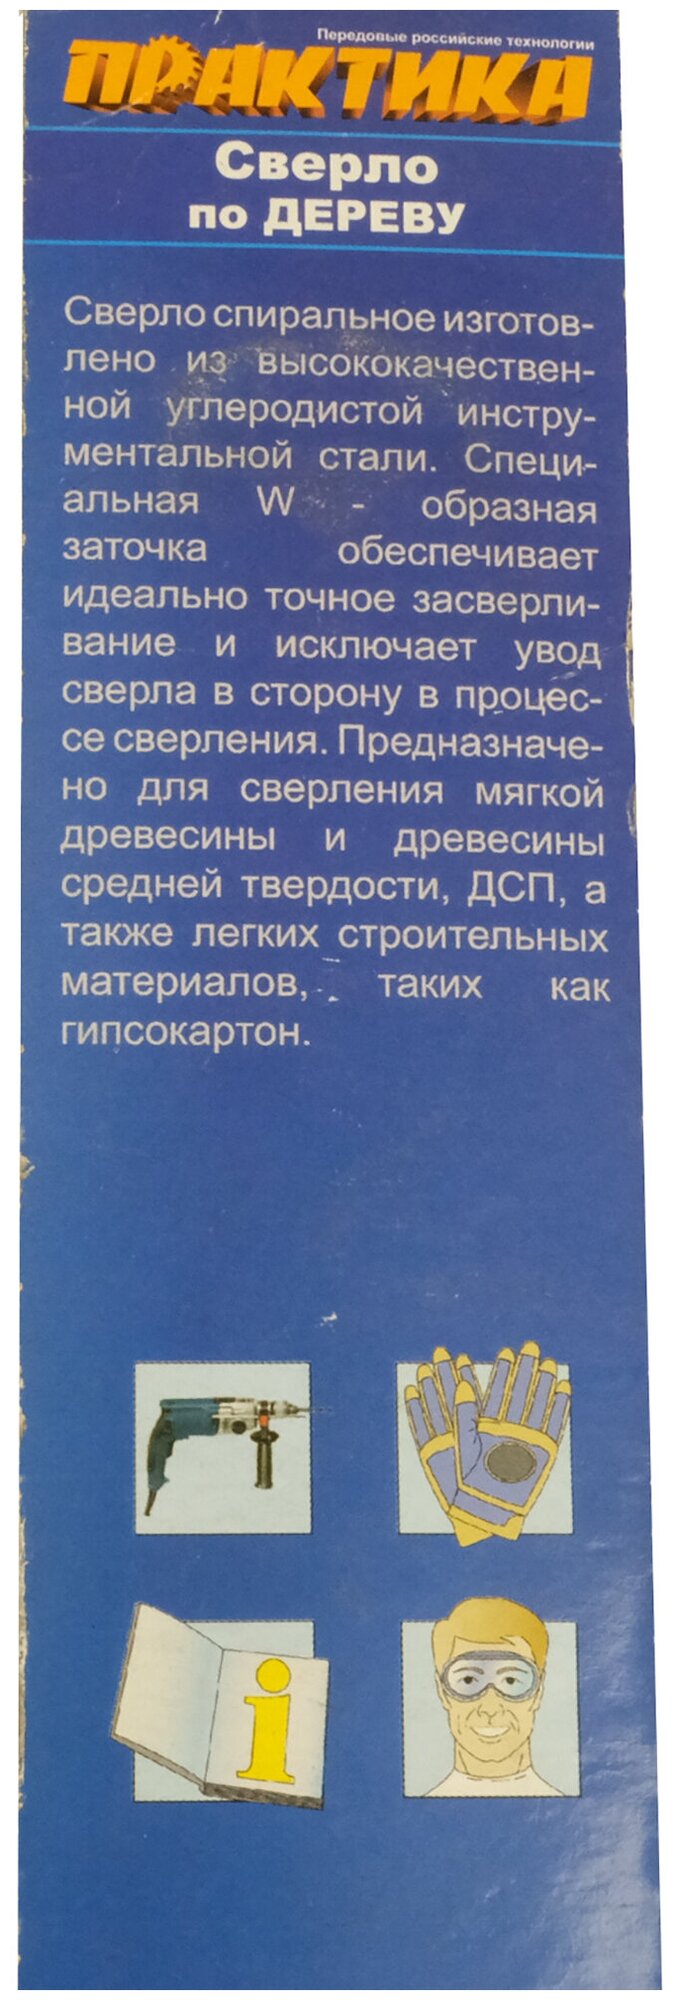 Передовые российские технологии
ПРАКТИКА
Сверло
по ДЕРЕВУ
Сверло спиральное изготов-
лено из высококачествен-
ной углеродистой инстру-
ментальной стали. Специ-
альная W - образная
заточка обеспечивает
идеально точное засверли-
вание и исключает увод
сверла в сторону в процес-
се сверления. Предназначе-
но для сверления мягкой
древесины и древесины
средней твердости, ДСП, а
также легких строительных
материалов, таких как
гипсокартон.
i